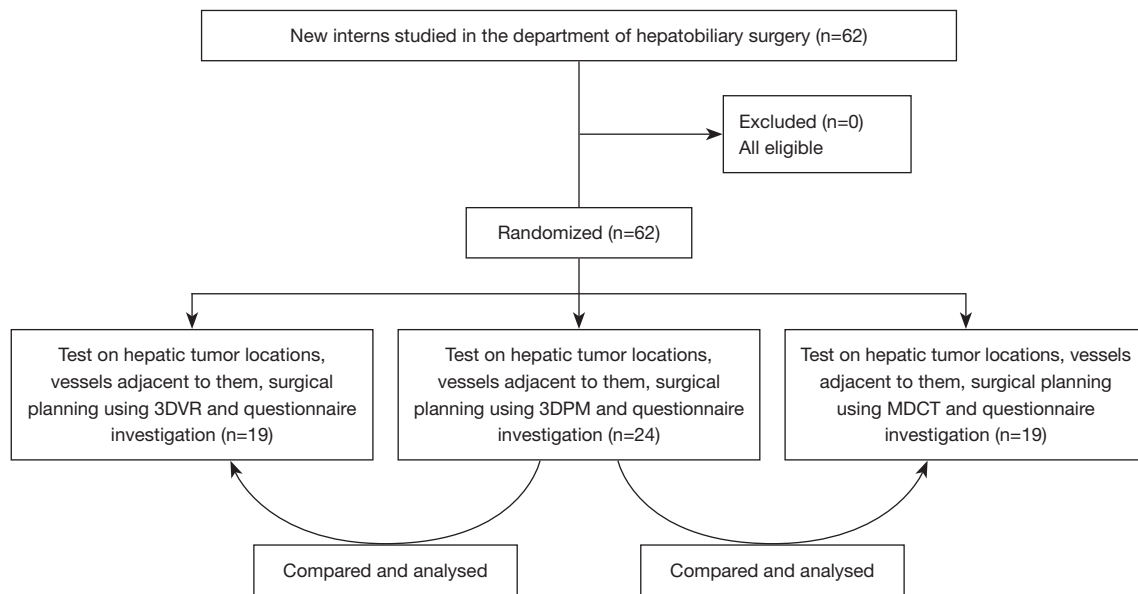 New interns studied in the department of hepatobiliary surgery (n=62)
Excluded (n=0)
All eligible
Randomized (n=62)
Test on hepatic tumor locations,
vessels adjacent to them, surgical
planning using 3DVR and questionnaire
investigation (n=19)
Test on hepatic tumor locations,
vessels adjacent to them, surgical
planning using 3DPM and questionnaire
investigation (n=24)
Test on hepatic tumor locations, vessels
adjacent to them, surgical planning
using MDCT and questionnaire
investigation (n=19)
Compared and analysed
Compared and analysed